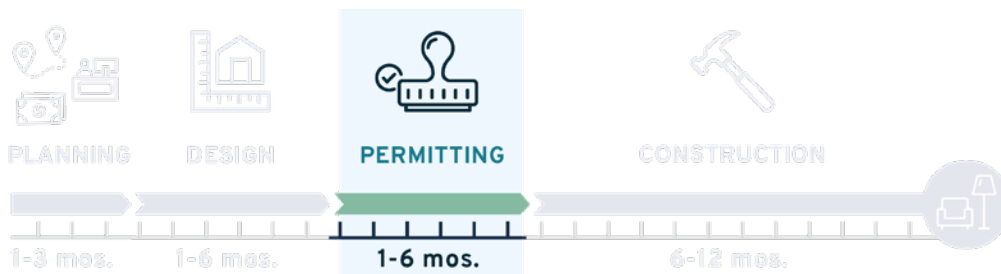 PLANNING DESIGN PERMITTING CONSTRUCTION
1-3 mos. 1-6 mos. 1-6 mos. 6-12 mos.